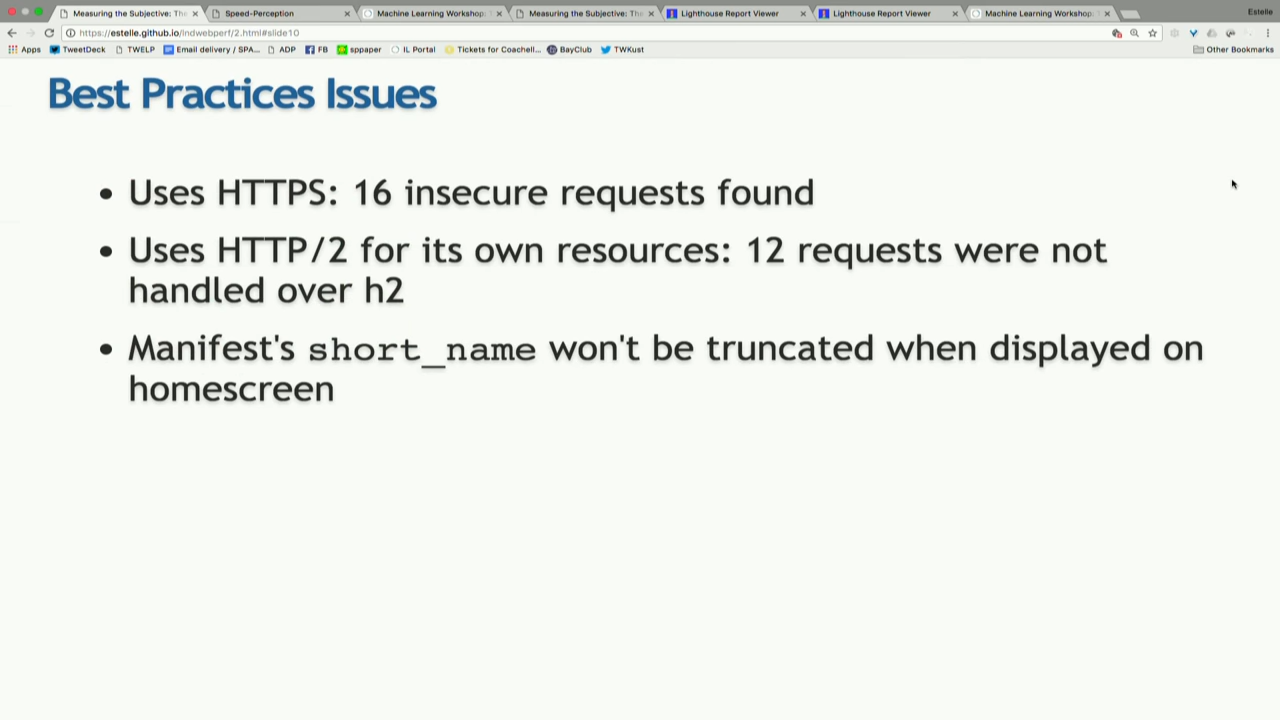 Measuring the Subjective: Th
Speed-Perception
Machine Learning Workshop:
Measuring the Subjective: Th
Lighthouse Report Viewer
Lighthouse Report Viewer
Machine Learning Workshop:
Estelle
https://estelle.github.io/lndwebperf/2.html#slide10
Apps
TweetDeck
TWELP
Email delivery / SPA...
ADP
FB
sppaper
IL Portal
Tickets for Coachell...
BayClub
TWKust
Other Bookmarks
Best Practices Issues
• Uses HTTPS: 16 insecure requests found
• Uses HTTP/2 for its own resources: 12 requests were not
handled over h2
• Manifest's short_name won't be truncated when displayed on
homescreen